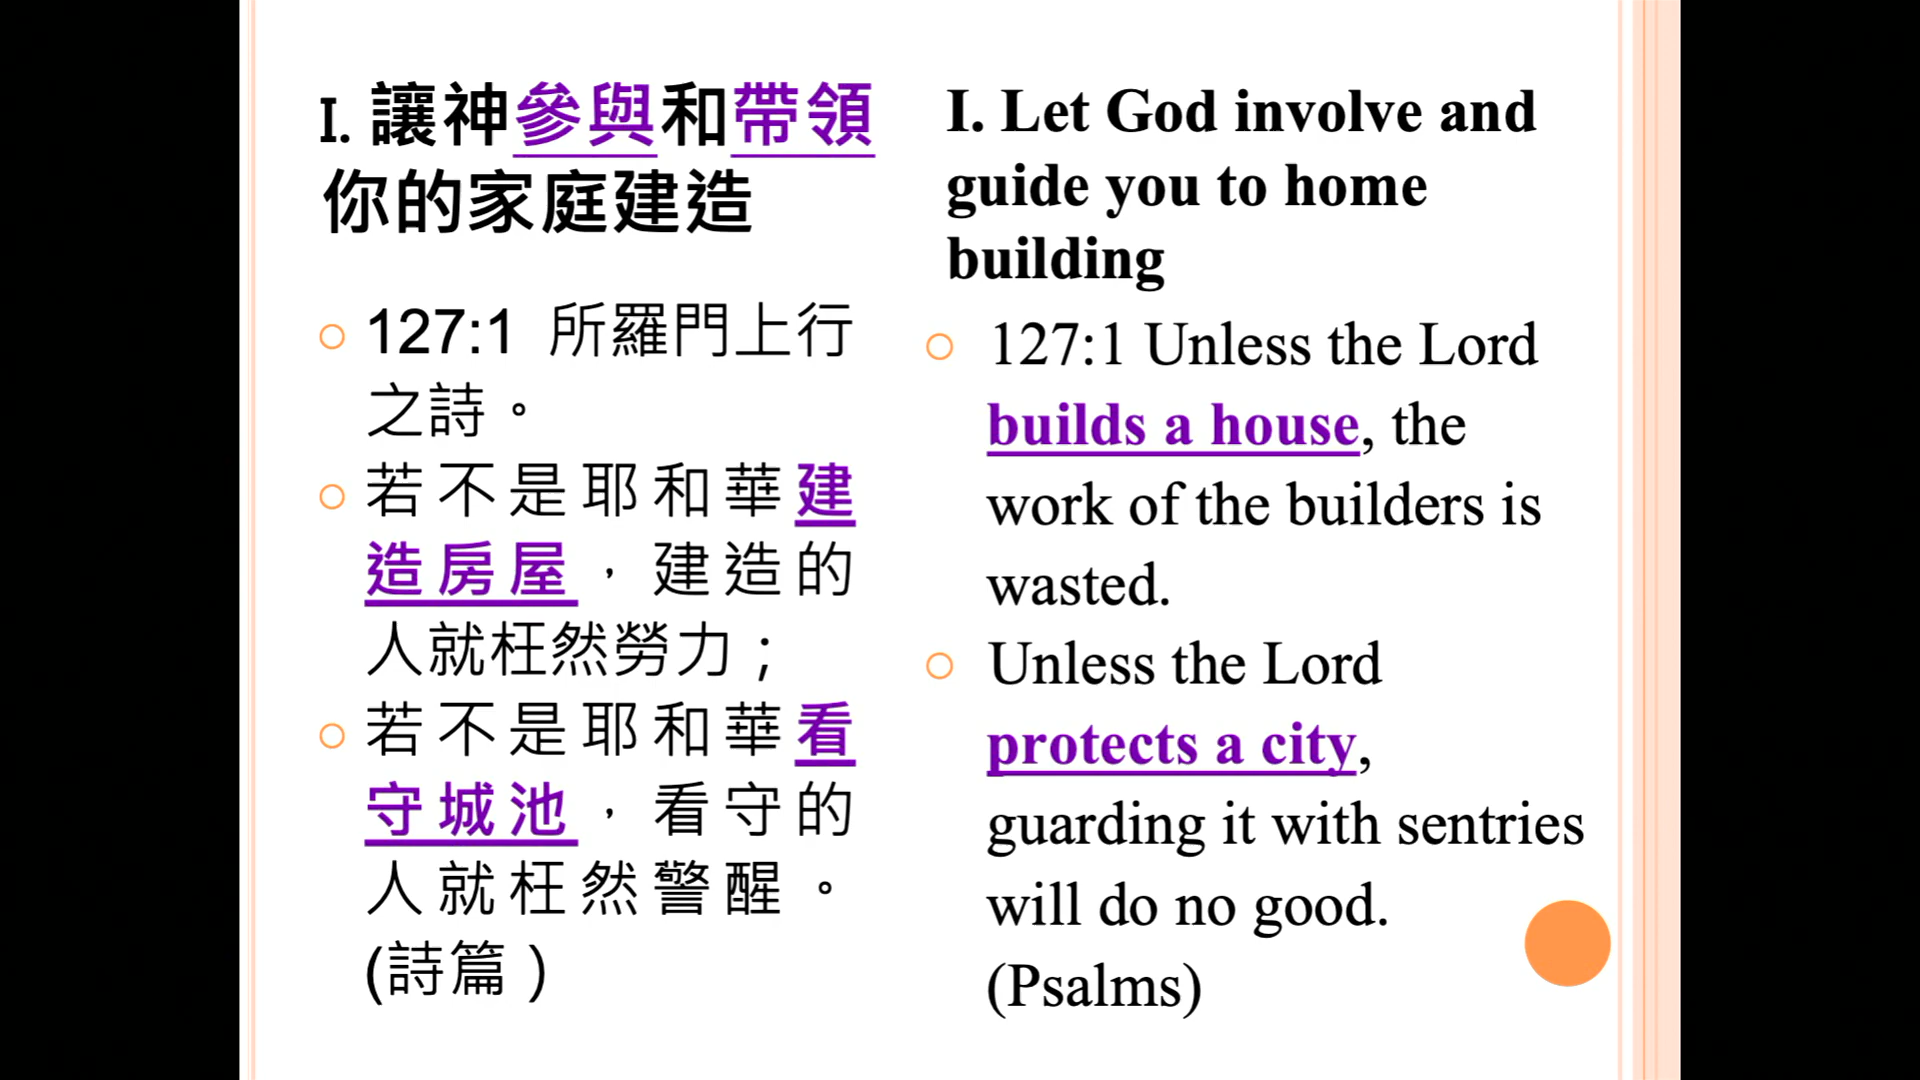 I. 讓神參與和帶領
你的家庭建造
127:1 所羅門上行
之詩。
若不是耶和華建
造房屋，建造的
人就枉然勞力；
若不是耶和華看
守城池，看守的
人就枉然警醒。
(詩篇 )
I. Let God involve and
guide you to home
building
127:1 Unless the Lord
builds a house, the
work of the builders is
wasted.
Unless the Lord
protects a city,
guarding it with sentries
will do no good.
(Psalms)